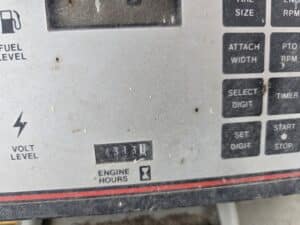 FUEL
LEVEL
VOLT
LEVEL
ENGINE
HOURS
SIZE
RPM
ATTACH
WIDTH
PTO
RPM
SELECT
DIGIT
TIMER
SET
DIGIT
START
STOP